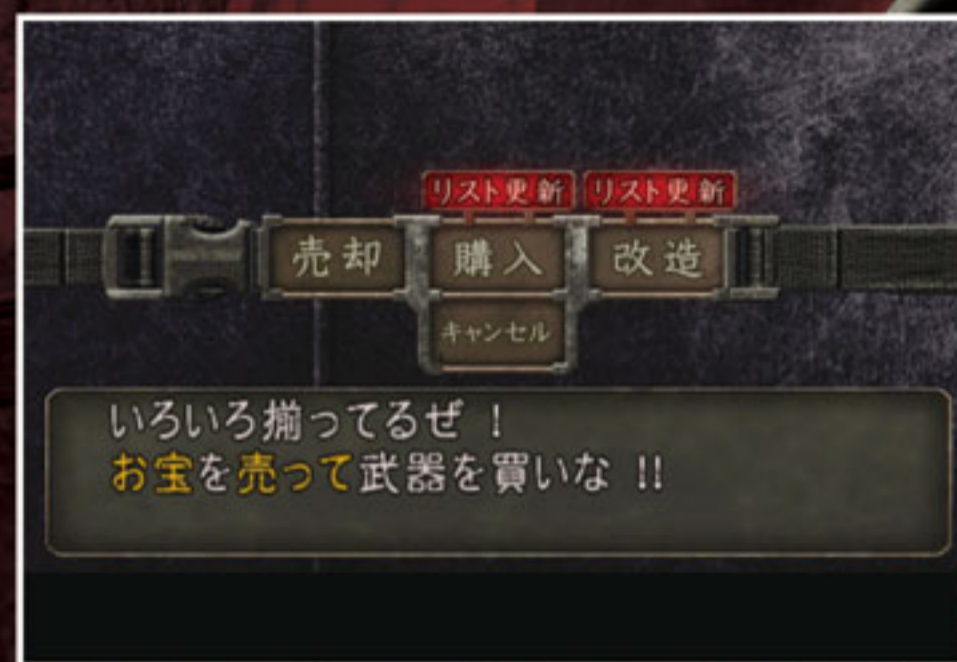 リスト更新 リスト更新
売却 購入 改造
キャンセル
いろいろ揃ってるぜ！
お宝を売って武器を買いな!!